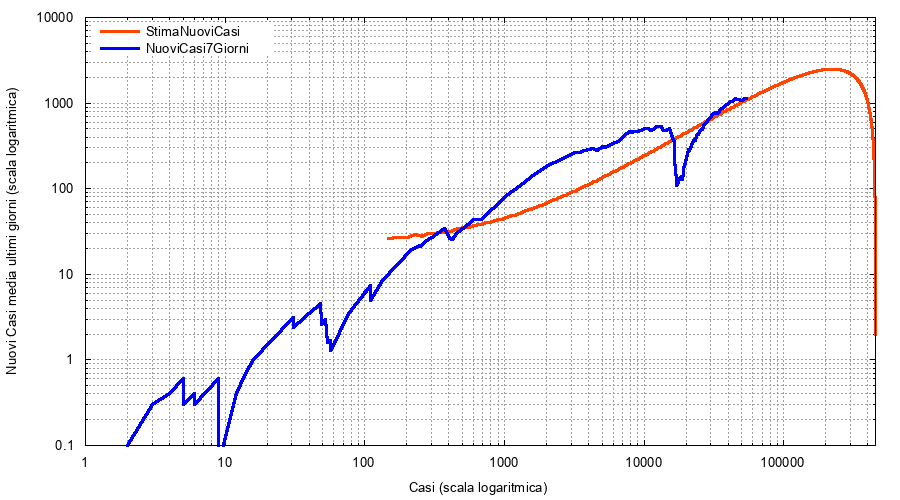 StimaNuoviCasi
NuoviCasi7Giorni
Nuovi Casi media ultimi giorni (scala logaritmica)
10000
1000
100
10
1
0.1
1 10 100 1000 10000 100000
Casi (scala logaritmica)